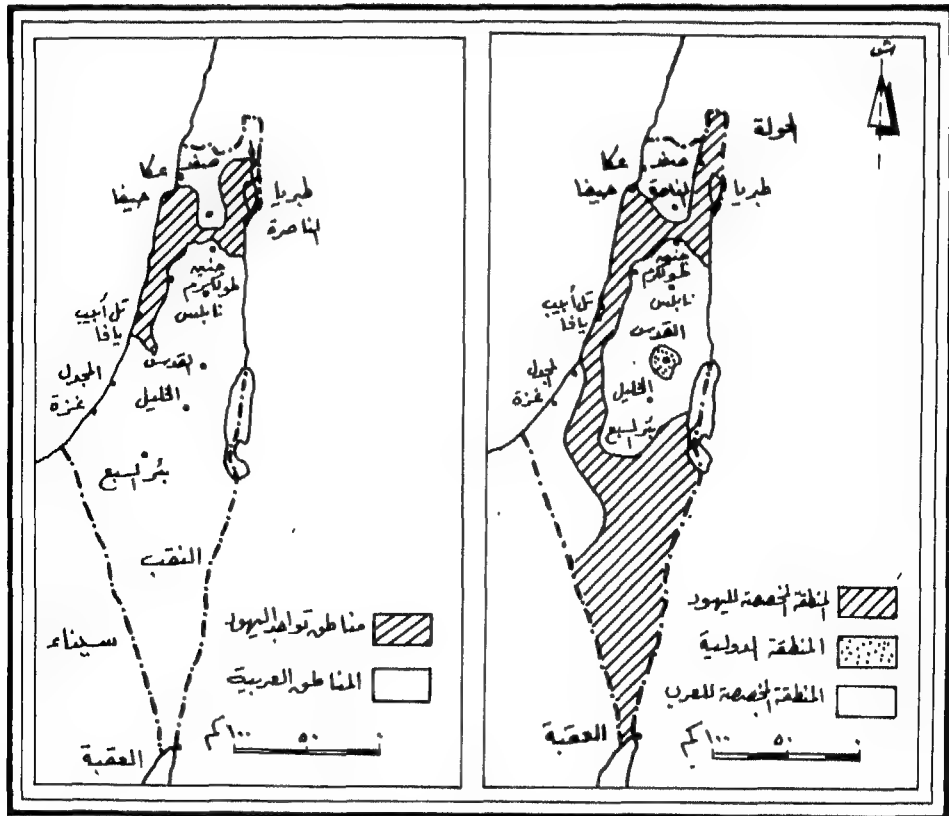 ش
الحولة
صفد
عكا
الناصرة
حيفا
طبريا
جنين
طولكرم
نابلس
تل أبيب
يافا
القدس
المجدل
الخليل
غزة
بئر السبع
المنطقة المخصصة لليهود
المنطقة الدولية
المنطقة المخصصة للعرب
العقبة
١٠٠ كم
٥٠
٠
صفد
عكا
حيفا
طبريا
الناصرة
جنين
طولكرم
نابلس
تل أبيب
يافا
القدس
المجدل
الخليل
غزة
بئر السبع
النقب
سيناء
مناطق تواجد اليهود
المناطق العربية
العقبة
١٠٠ كم
٥٠
٠